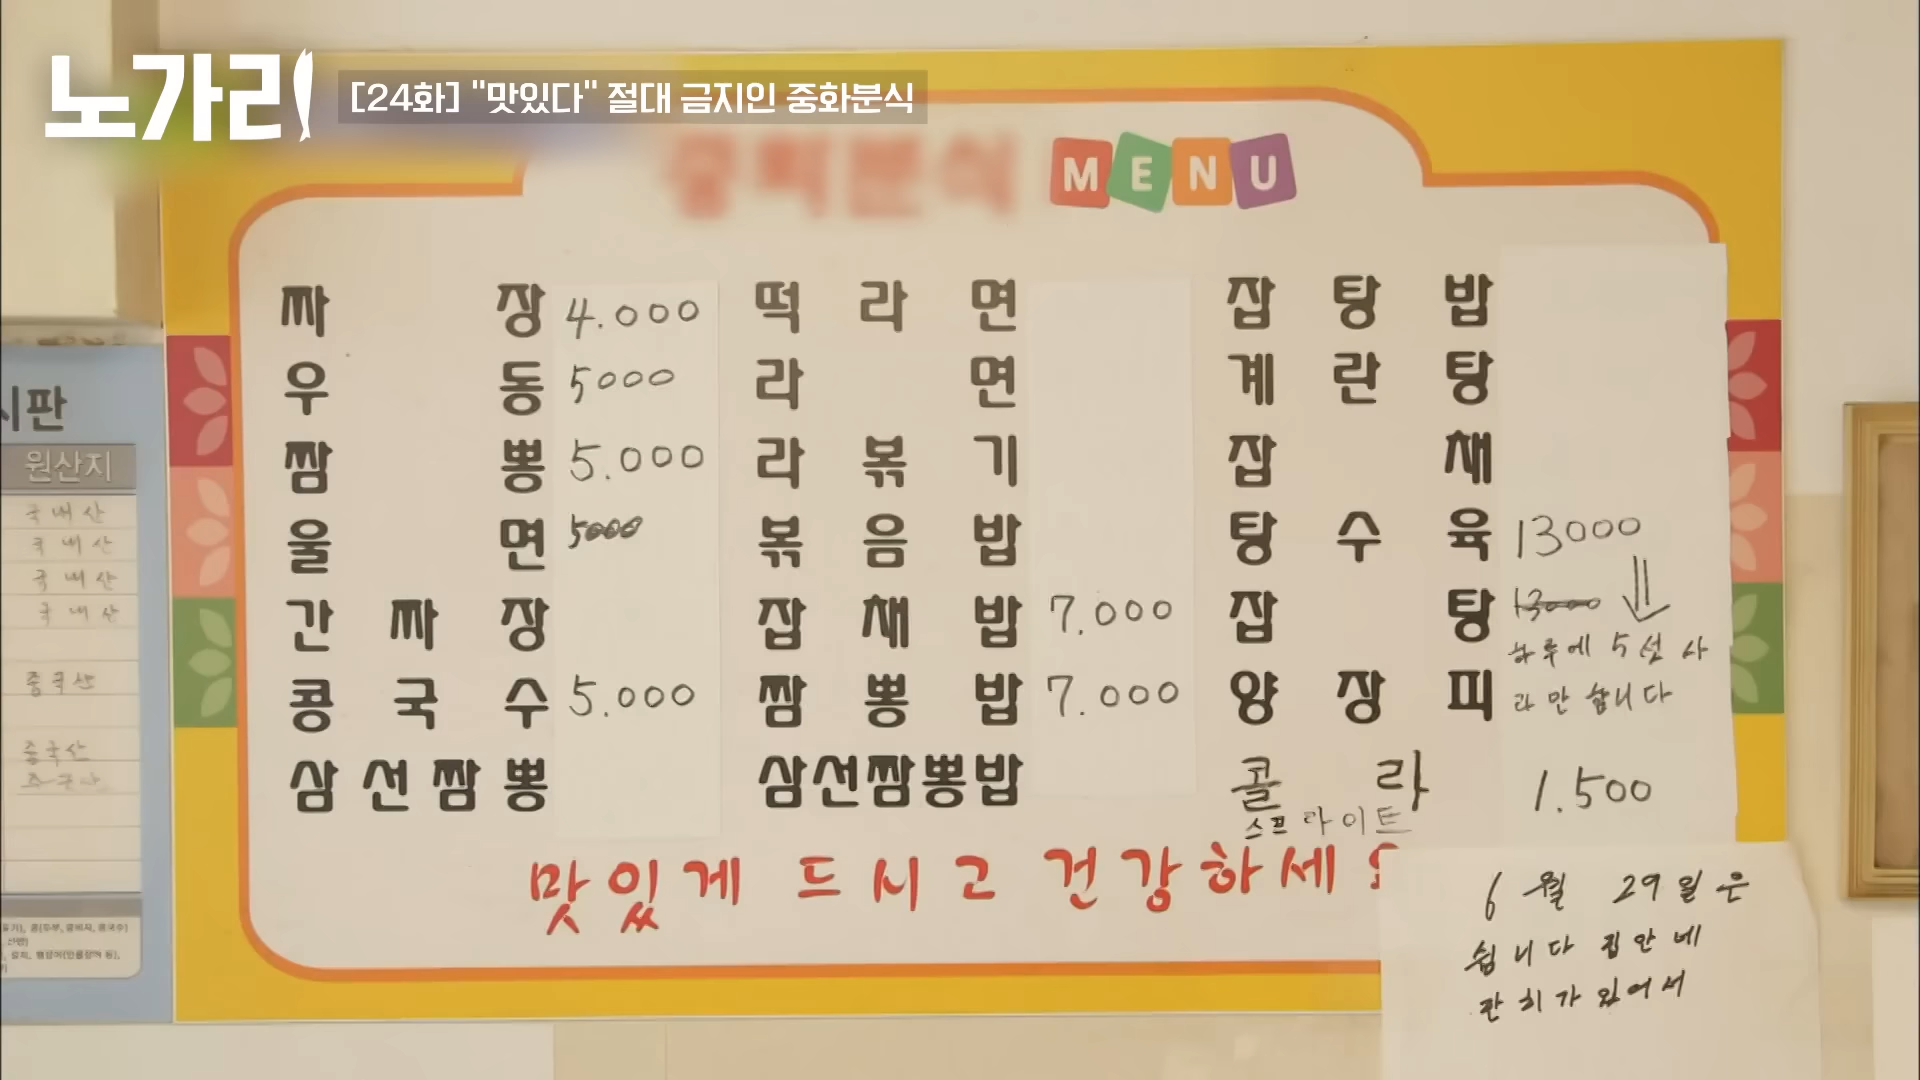 노가리
[24화] "맛있다" 절대 금지인 중화분식
MENU
짜장 4.000
우동 5000
짬뽕 5.000
울면 5000
간짜장
콩국수 5.000
삼선짬뽕
떡라면
라면
라볶기
볶음밥
잡채밥 7.000
짬뽕밥 7.000
삼선짬뽕밥
잡탕밥
계란탕
잡채
탕수육 13000
잡탕 13000
하루에 5섯 사
라만 합니다
양장피
콜라 1.500
스프라이트
맛있게 드시고 건강하세요
6월 29일은
쉽니다 집안네
잔치가 있어서
시판
원산지
국내산
국내산
국내산
국내산
중국산
중국산